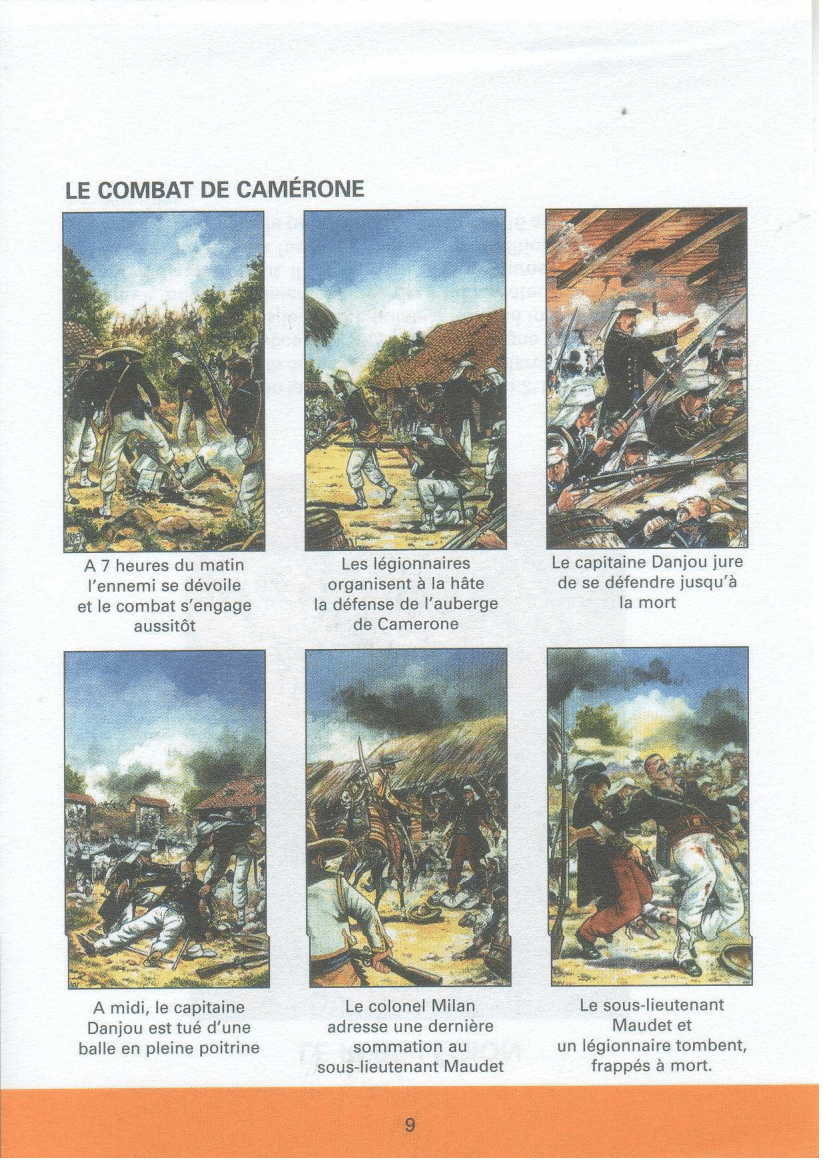 LE COMBAT DE CAMÉRONE
A 7 heures du matin
l'ennemi se dévoile
et le combat s'engage
aussitôt
Les légionnaires
organisent à la hâte
la défense de l'auberge
de Camerone
Le capitaine Danjou jure
de se défendre jusqu'à
la mort
A midi, le capitaine
Danjou est tué d'une
balle en pleine poitrine
Le colonel Milan
adresse une dernière
sommation au
sous-lieutenant Maudet
Le sous-lieutenant
Maudet et
un légionnaire tombent,
frappés à mort.
9